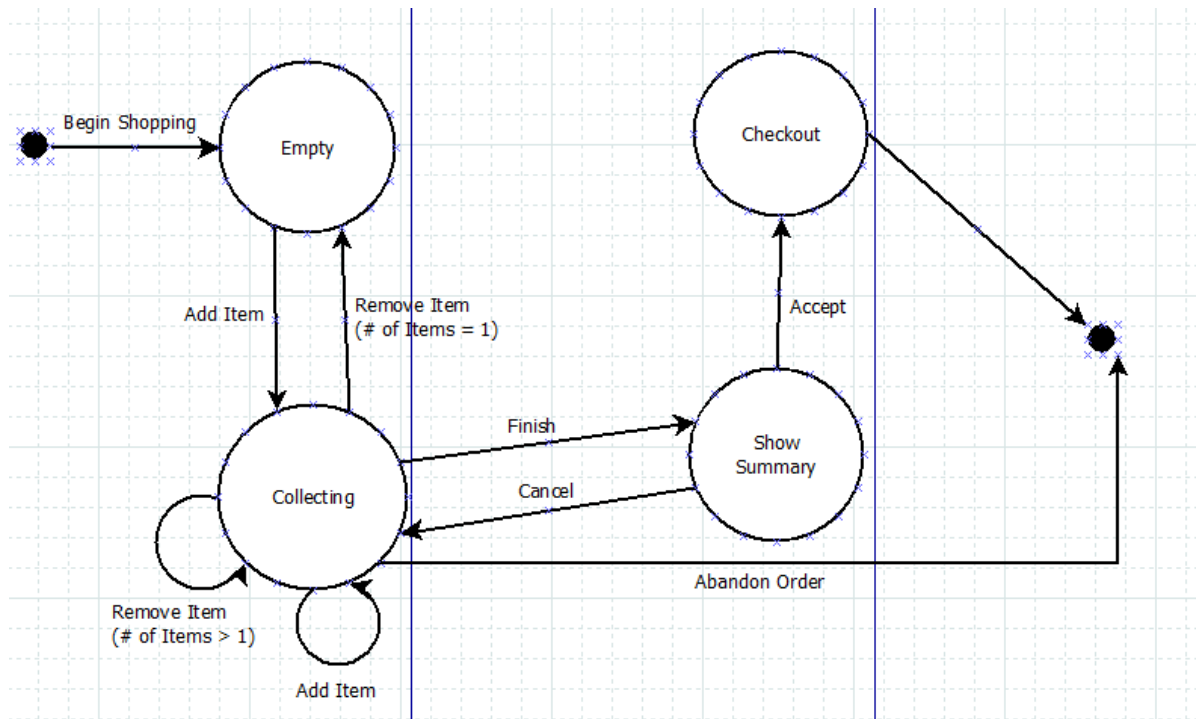 Begin Shopping
Empty
Checkout
Add Item
Remove Item
(# of Items = 1)
Accept
Finish
Show
Summary
Collecting
Cancel
Abandon Order
Remove Item
(# of Items > 1)
Add Item